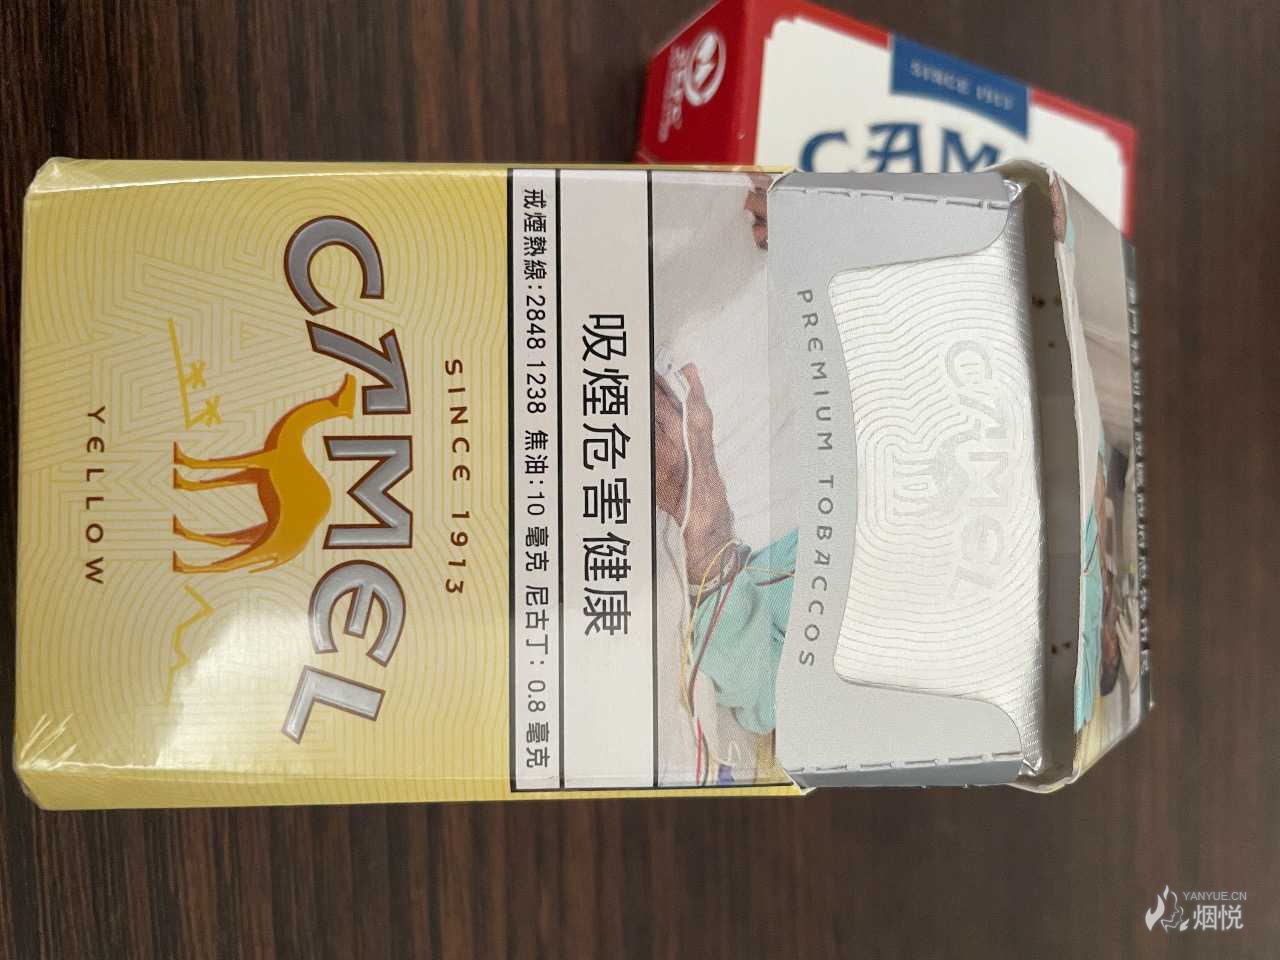 CAMEL
SINCE 1913
YELLOW
戒煙熱線:2848 1238 焦油:10 毫克 尼古丁: 0.8 毫克
吸煙危害健康
PREMIUM TOBACCOS
CAMEL
SINCE 1913
CAM
YANYUE.CN
烟悦